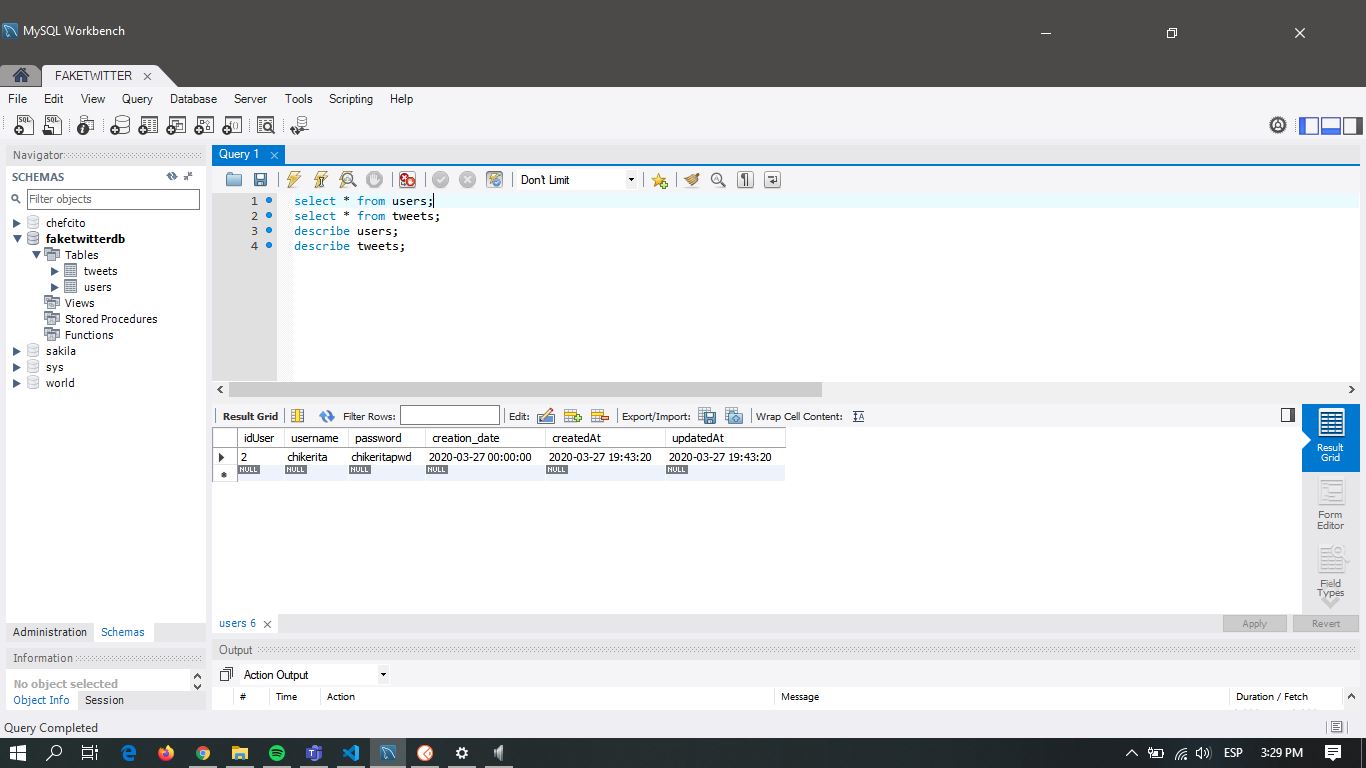 MySQL Workbench
FAKETWITTER
File Edit View Query Database Server Tools Scripting Help
SQL SQL
Navigator
Query 1
SCHEMAS
Don't Limit
Filter objects
1 select * from users;
2 select * from tweets;
3 describe users;
4 describe tweets;
chefcito
faketwitterdb
Tables
tweets
users
Views
Stored Procedures
Functions
sakila
sys
world
Result Grid Filter Rows: Edit: Export/Import: Wrap Cell Content:
idUser username password creation_date createdAt updatedAt
2 chikerita chikeritapwd 2020-03-27 00:00:00 2020-03-27 19:43:20 2020-03-27 19:43:20
NULL NULL NULL NULL NULL NULL
Result
Grid
Form
Editor
Field
Types
users 6
Apply Revert
Administration Schemas
Output
Information
Action Output
No object selected
# Time Action Message Duration / Fetch
Object Info Session
Query Completed
ESP 3:29 PM